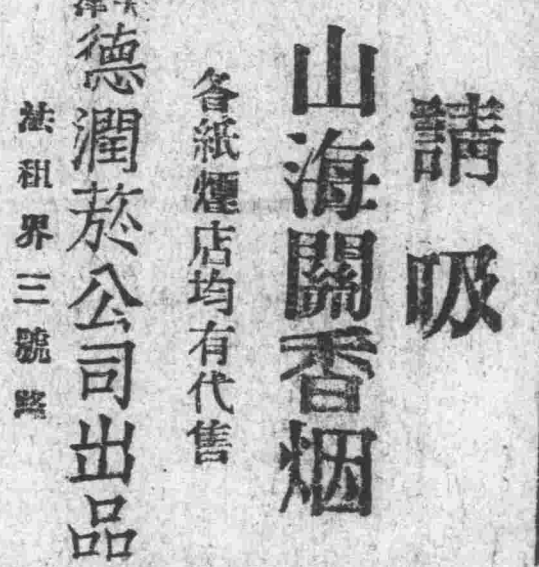 請吸
山海關香烟
各紙煙店均有代售
德潤菸公司出品
法租界三號路